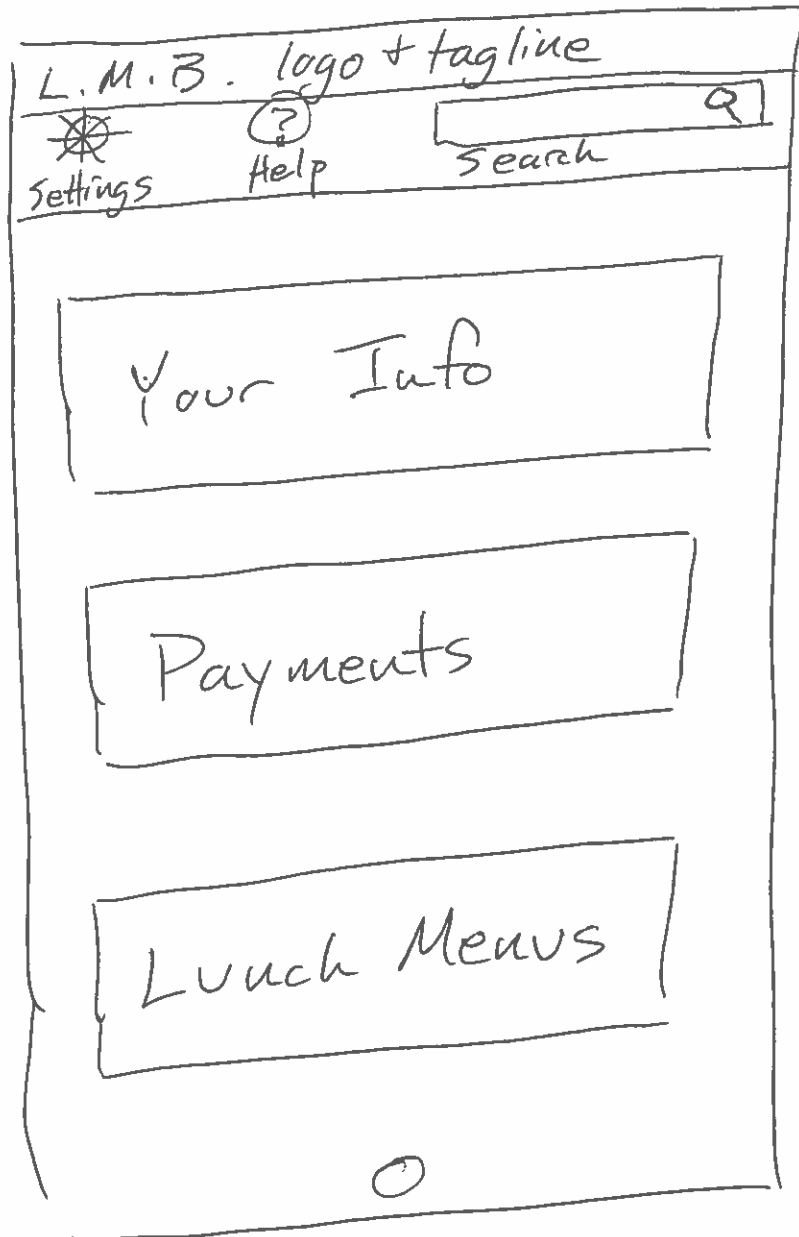 L.M.B. logo + tagline
?
Settings Help Search
Your Info
Payments
Lunch Menus